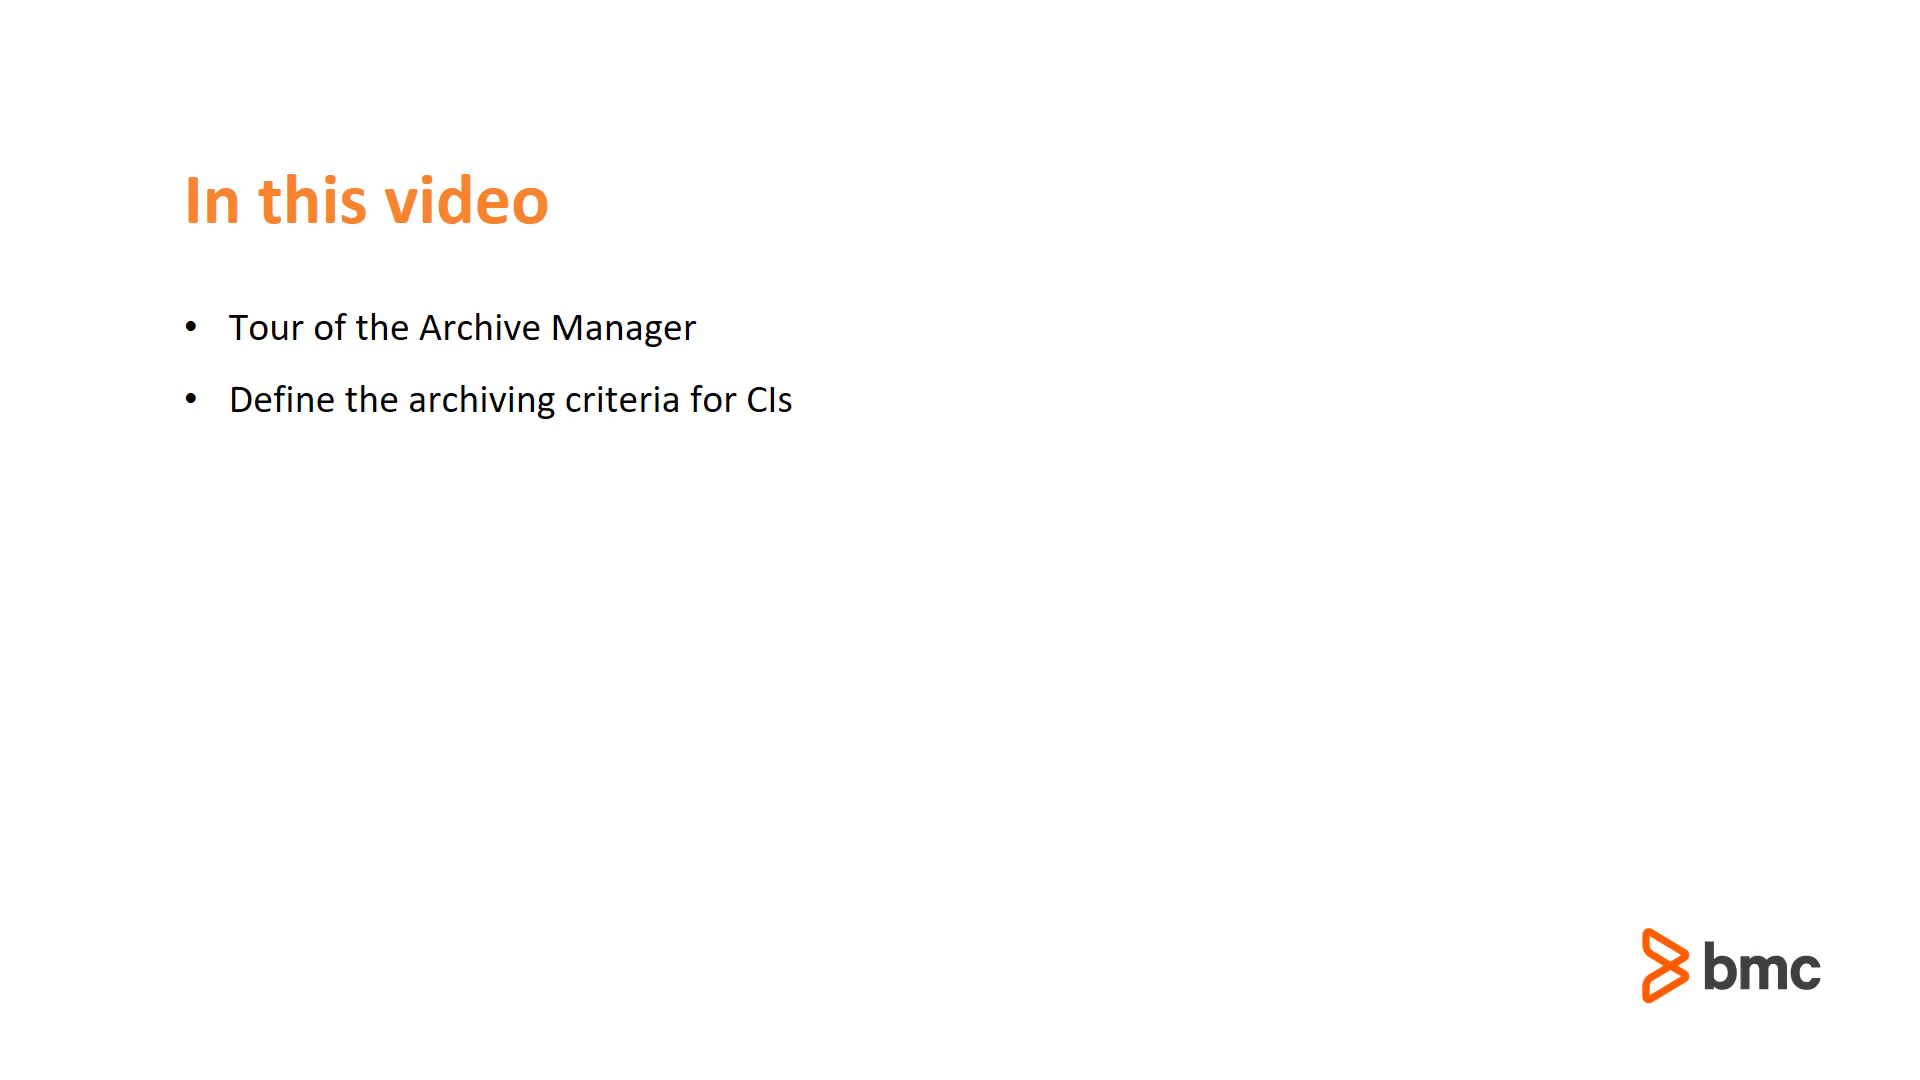 In this video
• Tour of the Archive Manager
• Define the archiving criteria for CIs
bmc